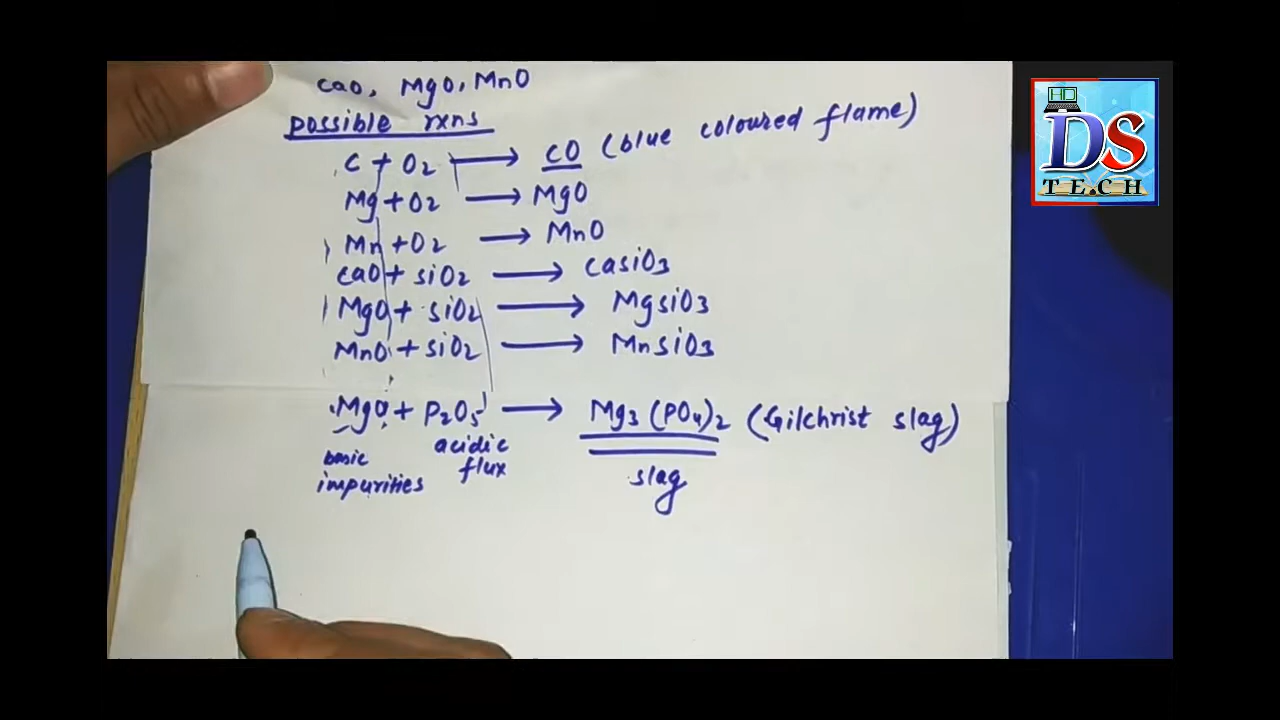 CaO, MgO, MnO
possible rxns
C + O2 → CO (blue coloured flame)
Mg + O2 → MgO
Mn + O2 → MnO
CaO + SiO2 → CaSiO3
MgO + SiO2 → MgSiO3
MnO + SiO2 → MnSiO3
MgO + P2O5 → Mg3(PO4)2 (Gilchrist slag)
basic impurities
acidic flux
slag
HD
DS
TECH